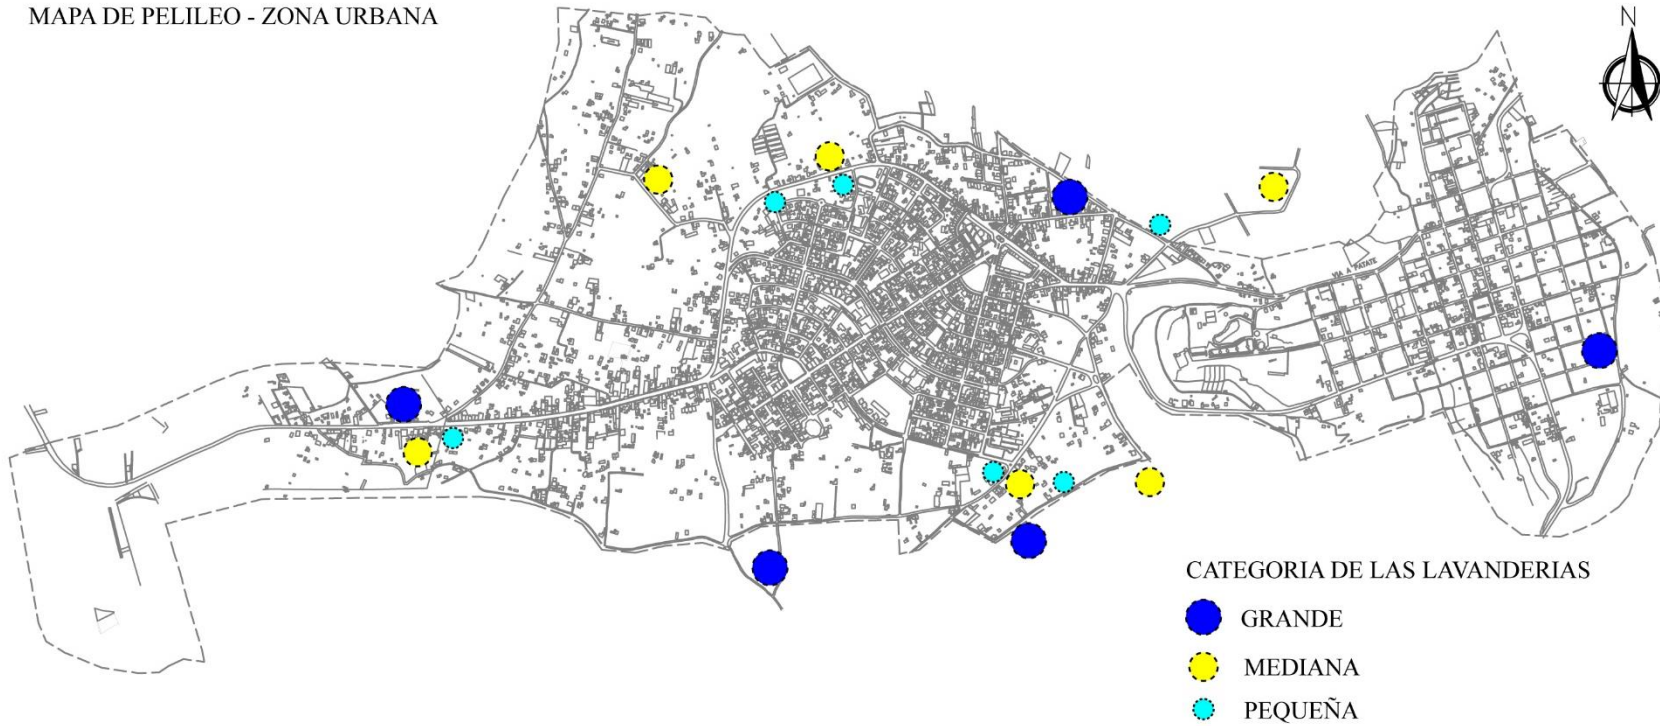 MAPA DE PELILEO - ZONA URBANA
N
VIA A PATATE
CATEGORIA DE LAS LAVANDERIAS
GRANDE
MEDIANA
PEQUEÑA